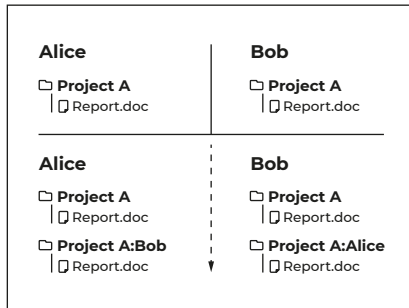 Alice
Project A
Report.doc
Bob
Project A
Report.doc
Alice
Project A
Report.doc
Project A:Bob
Report.doc
Bob
Project A
Report.doc
Project A:Alice
Report.doc